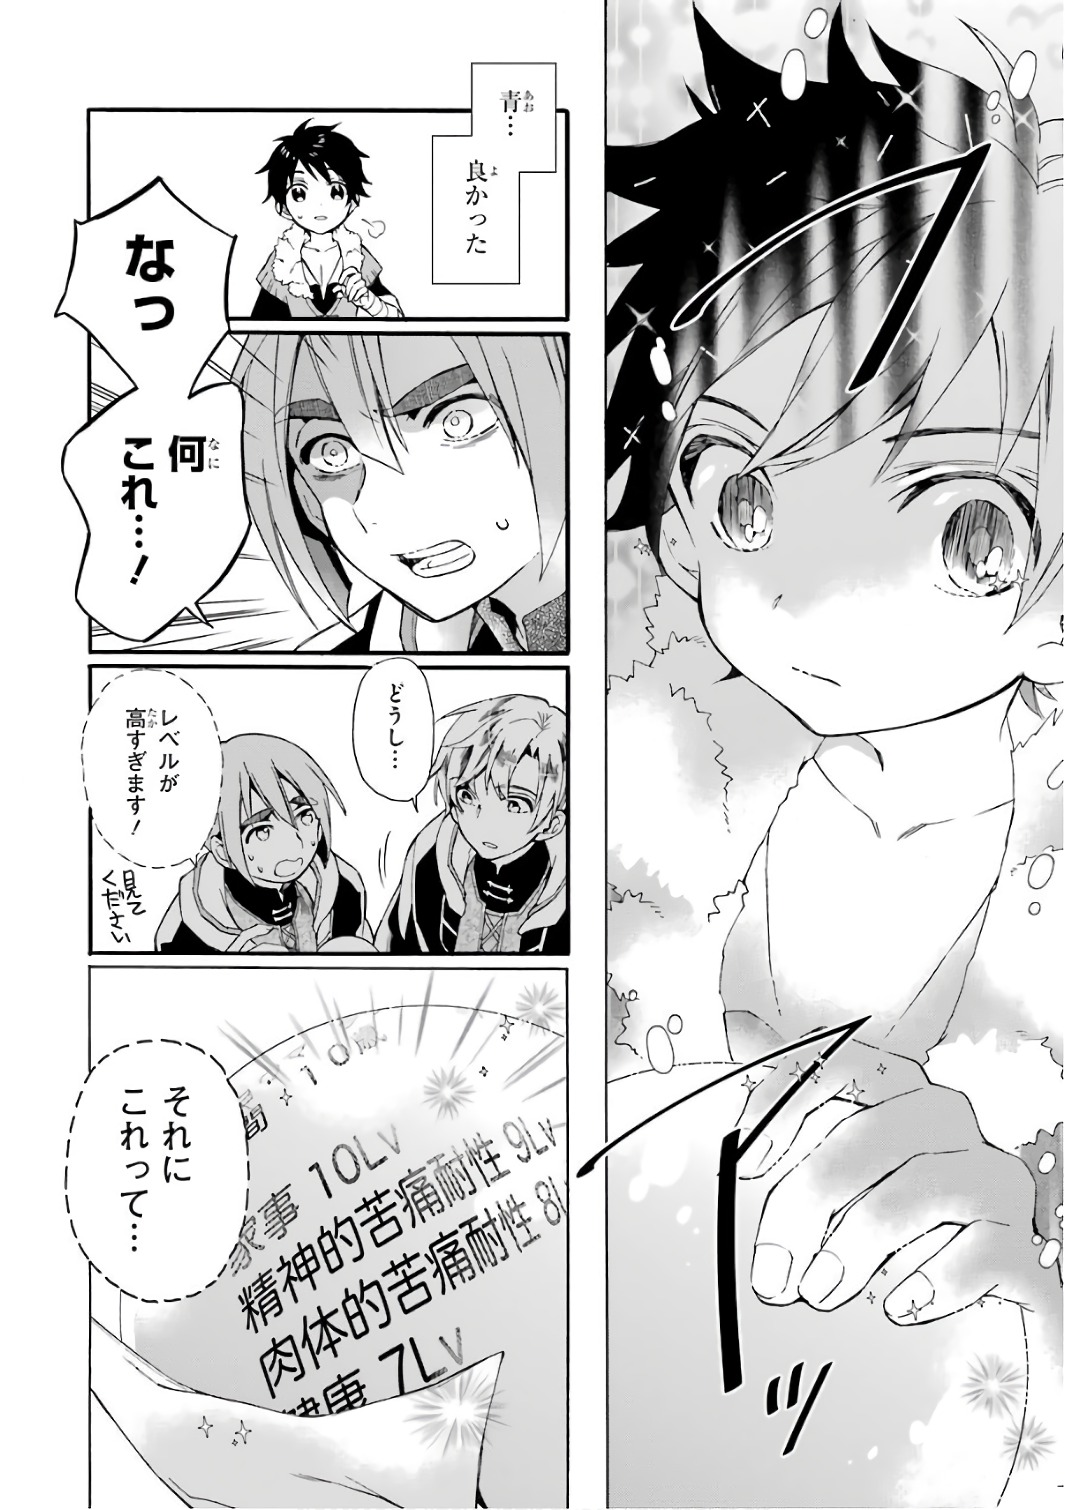 アイッ
青…
良かった
なっ
何
これ…！
どうし…
レベルが
高すぎます！
見て
ください
それに
これって…
家事 10Lv
精神的苦痛耐性 9Lv
肉体的苦痛耐性 8Lv
健康 7Lv